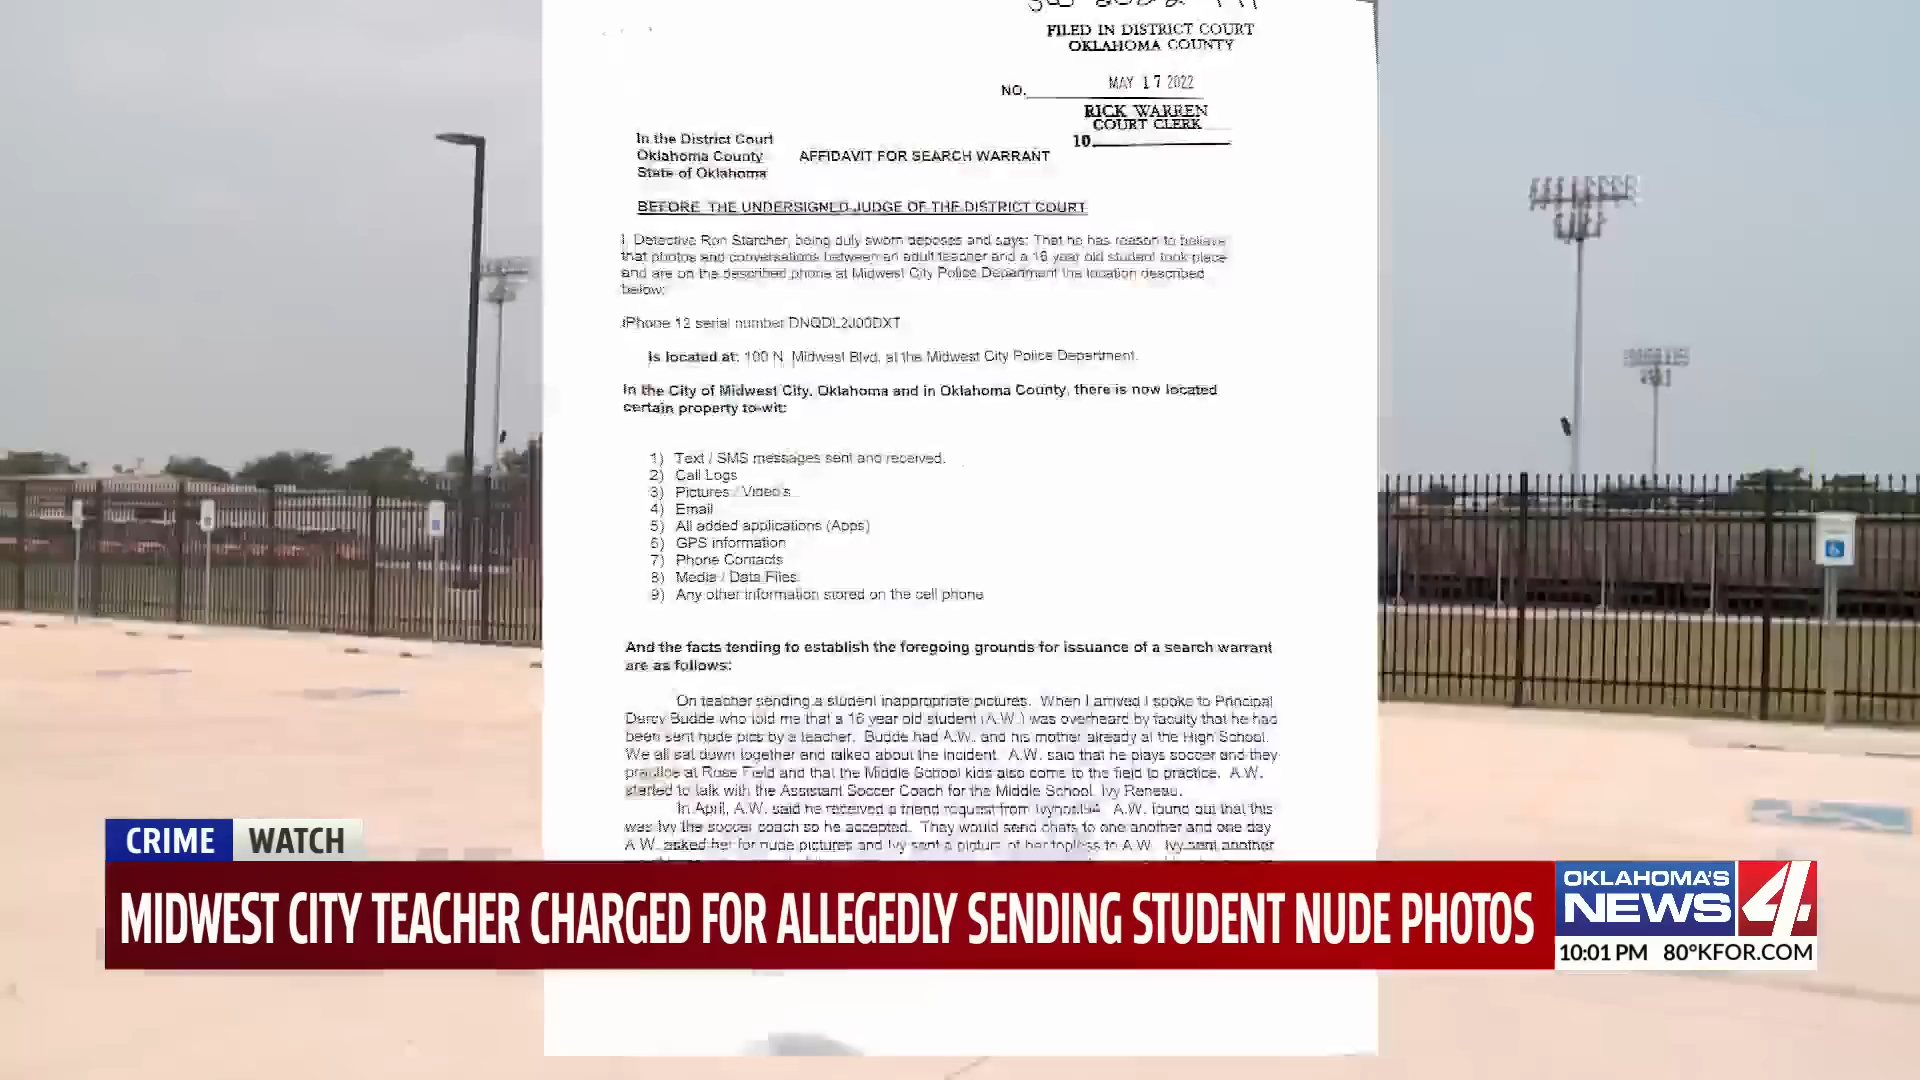 FILED IN DISTRICT COURT
OKLAHOMA COUNTY
MAY 17 2022
NO.
RICK WARREN
COURT CLERK
10
In the District Court
Oklahoma County
State of Oklahoma
AFFIDAVIT FOR SEARCH WARRANT
BEFORE THE UNDERSIGNED JUDGE OF THE DISTRICT COURT
I, Detective Ron Starcher, being duly sworn deposes and says: That he has reason to believe
that photos and conversations between an adult teacher and a 16 year old student took place
and are on the described phone at Midwest City Police Department the location described
below:
iPhone 12 serial number DNQDL2J00DXT
Is located at: 100 N. Midwest Blvd. at the Midwest City Police Department.
In the City of Midwest City, Oklahoma and in Oklahoma County, there is now located
certain property to-wit:
1) Text / SMS messages sent and received.
2) Call Logs
3) Pictures / Video's
4) Email
5) All added applications (Apps)
6) GPS information
7) Phone Contacts
8) Media / Data Files
9) Any other information stored on the cell phone
And the facts tending to establish the foregoing grounds for issuance of a search warrant
are as follows:
On teacher sending a student inappropriate pictures. When I arrived I spoke to Principal
Darcy Budde who told me that a 16 year old student (A.W.) was overheard by faculty that he had
been sent nude pics by a teacher. Budde had A.W. and his mother already at the High School.
We all sat down together and talked about the incident. A.W. said that he plays soccer and they
practice at Rose Field and that the Middle School kids also come to the field to practice. A.W.
started to talk with the Assistant Soccer Coach for the Middle School, Ivy Reneau.
In April, A.W. said he received a friend request from A.W. found out that this
was Ivy the soccer coach so he accepted. They would send chats to one another and one day
A.W. asked her for nude pictures and Ivy sent a picture of her topless to A.W. Ivy sent another
CRIME WATCH
MIDWEST CITY TEACHER CHARGED FOR ALLEGEDLY SENDING STUDENT NUDE PHOTOS
OKLAHOMA'S
NEWS 4
10:01 PM 80° KFOR.COM